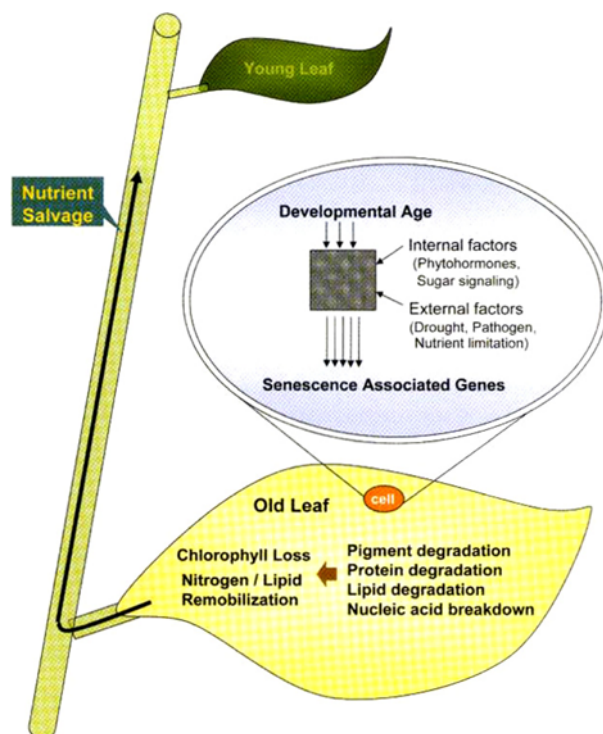 Young Leaf
Nutrient
Salvage
Developmental Age
Internal factors
(Phytohormones,
Sugar signaling)
External factors
(Drought, Pathogen,
Nutrient limitation)
Senescence Associated Genes
cell
Old Leaf
Chlorophyll Loss
Nitrogen / Lipid
Remobilization
Pigment degradation
Protein degradation
Lipid degradation
Nucleic acid breakdown